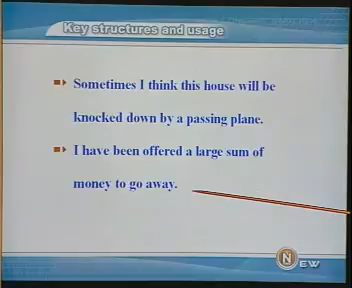 Key structures and usage
Sometimes I think this house will be
knocked down by a passing plane.
I have been offered a large sum of
money to go away.
NEW